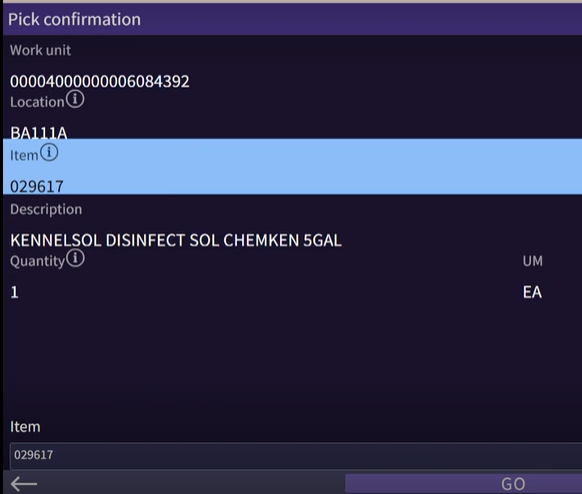 Pick confirmation
Work unit
00004000000006084392
Location
BA111A
Item
029617
Description
KENNELSOL DISINFECT SOL CHEMKEN 5GAL
Quantity UM
1 EA
Item
029617
GO